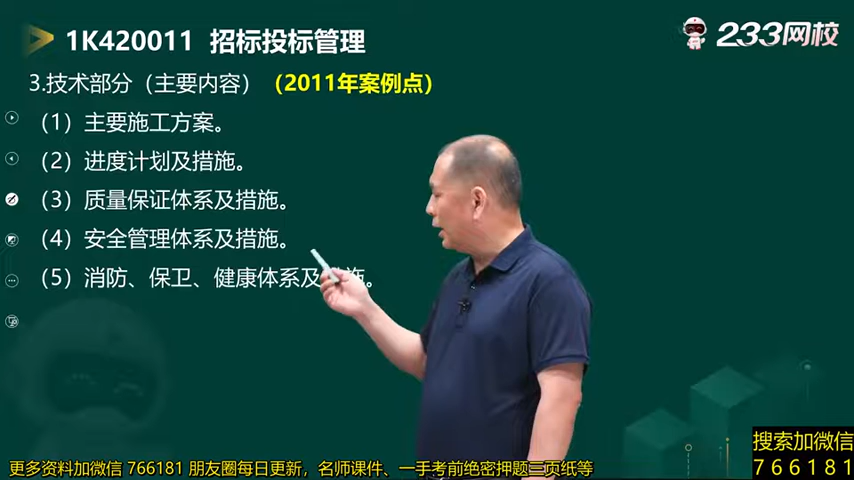 1K420011 招标投标管理
233网校
3.技术部分（主要内容）（2011年案例点）
（1）主要施工方案。
（2）进度计划及措施。
（3）质量保证体系及措施。
（4）安全管理体系及措施。
（5）消防、保卫、健康体系及措施。
搜索加微信
766181
更多资料加微信 766181 朋友圈每日更新，名师课件、一手考前绝密押题三页纸等